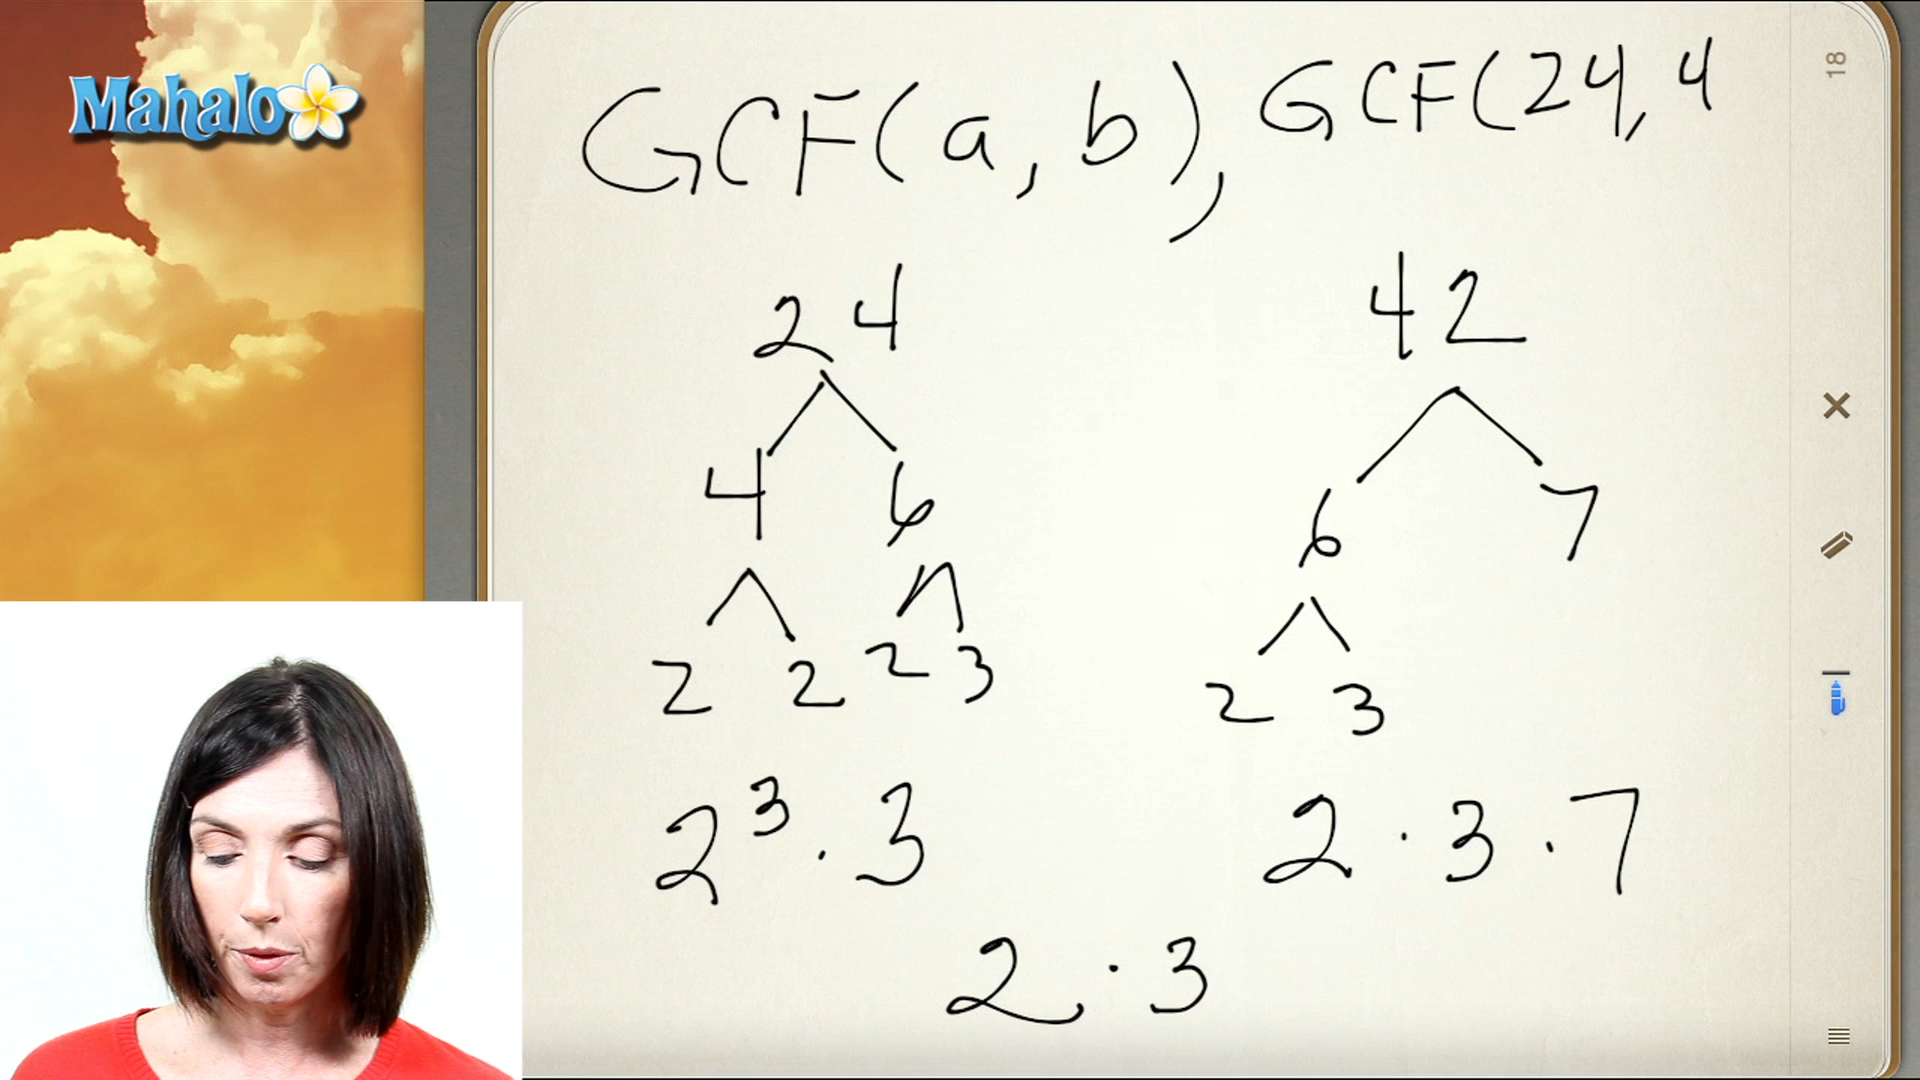 Mahalo
GCF(a, b), GCF(24, 4
18
24
42
4 6
6 7
2 2 2 3
2 3
2³ · 3
2 · 3 · 7
2 · 3